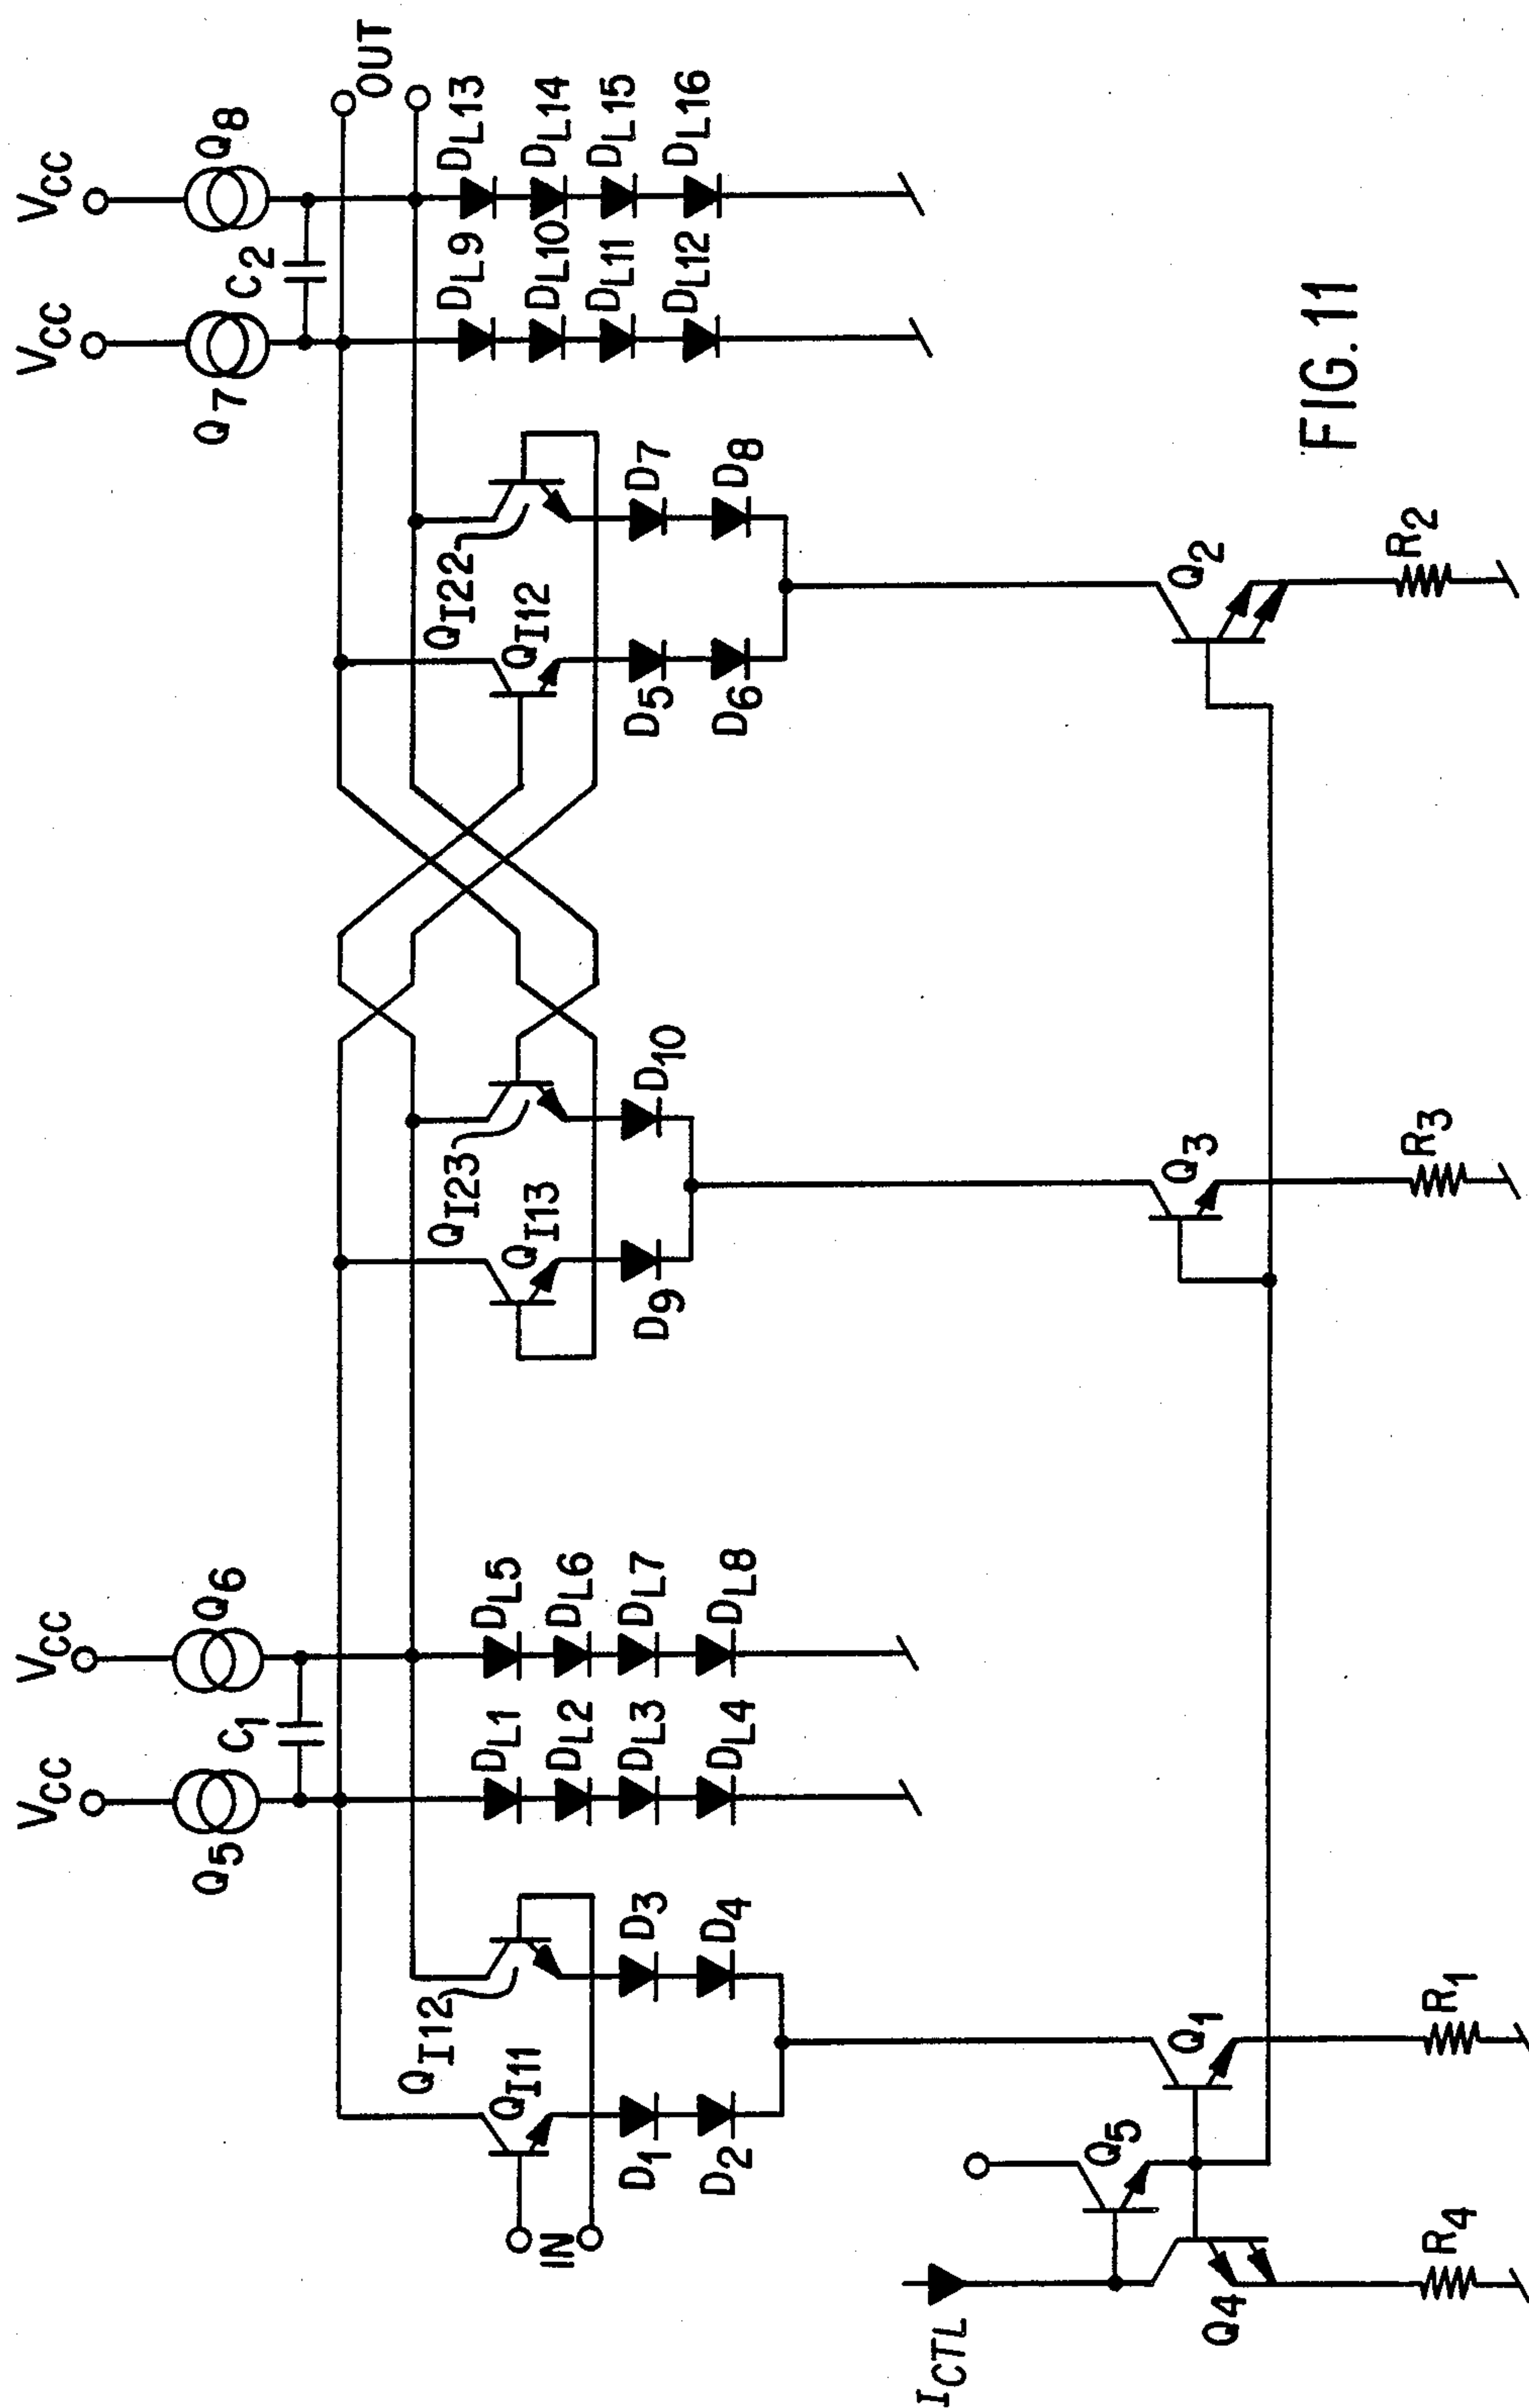 VCC
VCC
VCC
VCC
Q5
Q6
Q7
Q8
C1
C2
OUT
QI12
QI11
DL1
DL5
DL2
DL6
DL3
DL7
DL4
DL8
QI23
QI13
QI22
QI12
DL9
DL13
DL10
DL14
DL11
DL15
DL12
DL16
IN
D1
D3
D2
D4
D9
D10
D5
D7
D6
D8
ICTL
Q5
Q4
Q1
Q3
Q2
R4
R1
R3
R2
FIG. 11